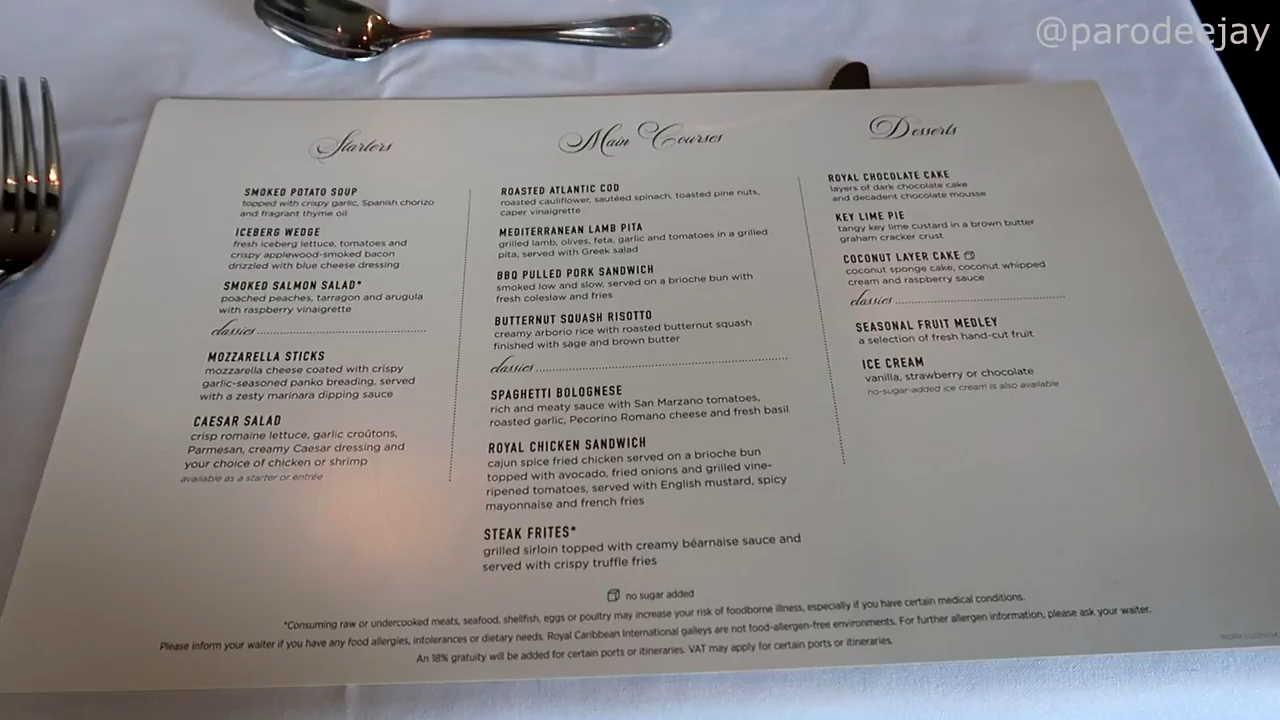 @parodeejay
Starters
SMOKED POTATO SOUP
topped with crispy garlic, Spanish chorizo
and fragrant thyme oil
ICEBERG WEDGE
fresh iceberg lettuce, tomatoes and
crispy applewood-smoked bacon
drizzled with blue cheese dressing
SMOKED SALMON SALAD*
poached peaches, tarragon and arugula
with raspberry vinaigrette
classics
MOZZARELLA STICKS
mozzarella cheese coated with crispy
garlic-seasoned panko breading, served
with a zesty marinara dipping sauce
CAESAR SALAD
crisp romaine lettuce, garlic croûtons,
Parmesan, creamy Caesar dressing and
your choice of chicken or shrimp
available as a starter or entrée
Main Courses
ROASTED ATLANTIC COD
roasted cauliflower, sautéed spinach, toasted pine nuts,
caper vinaigrette
MEDITERRANEAN LAMB PITA
grilled lamb, olives, feta, garlic and tomatoes in a grilled
pita, served with Greek salad
BBQ PULLED PORK SANDWICH
smoked low and slow, served on a brioche bun with
fresh coleslaw and fries
BUTTERNUT SQUASH RISOTTO
creamy arborio rice with roasted butternut squash
finished with sage and brown butter
classics
SPAGHETTI BOLOGNESE
rich and meaty sauce with San Marzano tomatoes,
roasted garlic, Pecorino Romano cheese and fresh basil
ROYAL CHICKEN SANDWICH
cajun spice fried chicken served on a brioche bun
topped with avocado, fried onions and grilled vine-
ripened tomatoes, served with English mustard, spicy
mayonnaise and french fries
STEAK FRITES*
grilled sirloin topped with creamy béarnaise sauce and
served with crispy truffle fries
Desserts
ROYAL CHOCOLATE CAKE
layers of dark chocolate cake
and decadent chocolate mousse
KEY LIME PIE
tangy key lime custard in a brown butter
graham cracker crust
COCONUT LAYER CAKE
coconut sponge cake, coconut whipped
cream and raspberry sauce
classics
SEASONAL FRUIT MEDLEY
a selection of fresh hand-cut fruit
ICE CREAM
vanilla, strawberry or chocolate
no-sugar-added ice cream is also available
no sugar added
*Consuming raw or undercooked meats, seafood, shellfish, eggs or poultry may increase your risk of foodborne illness, especially if you have certain medical conditions.
Please inform your waiter if you have any food allergies, intolerances or dietary needs. Royal Caribbean International galleys are not food-allergen-free environments. For further allergen information, please ask your waiter.
An 18% gratuity will be added for certain ports or itineraries. VAT may apply for certain ports or itineraries.